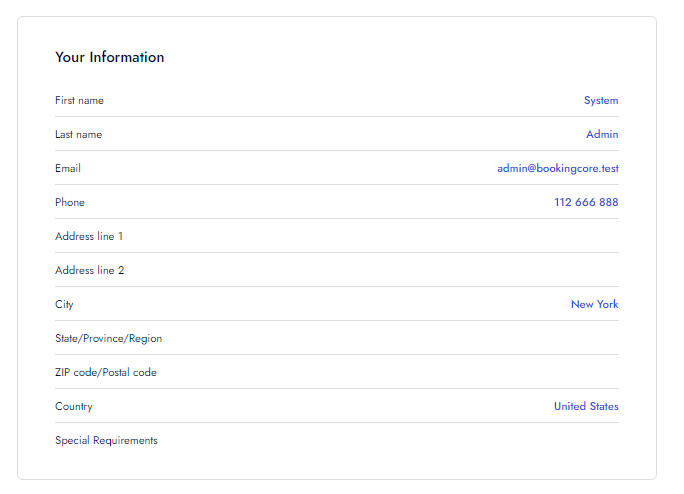 Your Information
First name System
Last name Admin
Email admin@bookingcore.test
Phone 112 666 888
Address line 1
Address line 2
City New York
State/Province/Region
ZIP code/Postal code
Country United States
Special Requirements